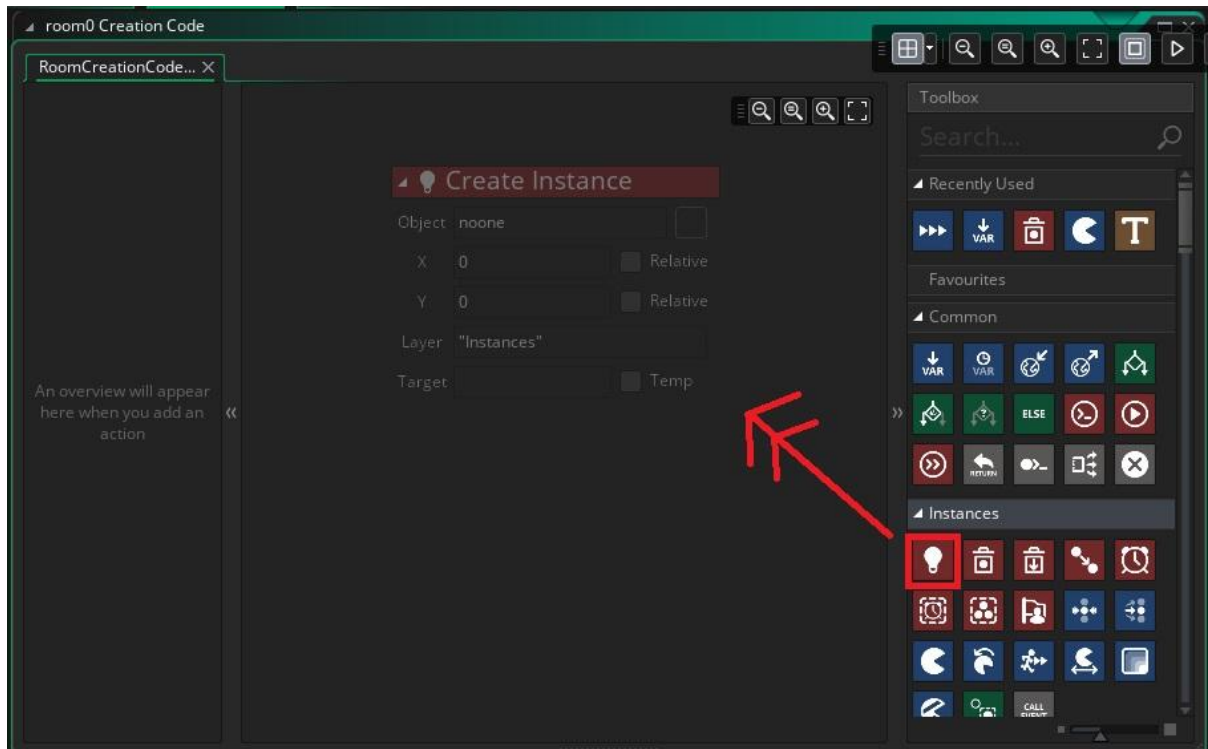 room0 Creation Code
RoomCreationCode...
An overview will appear
here when you add an
action
Create Instance
Object noone
X 0 Relative
Y 0 Relative
Layer "Instances"
Target Temp
Toolbox
Search...
Recently Used
VAR
T
Favourites
Common
VAR VAR
ELSE
RETURN
Instances
CALL
EVENT